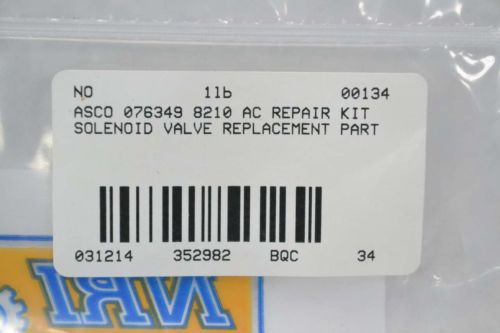 NO 1lb 00134
ASCO 076349 8210 AC REPAIR KIT
SOLENOID VALVE REPLACEMENT PART
031214 352982 BQC 34
NRI